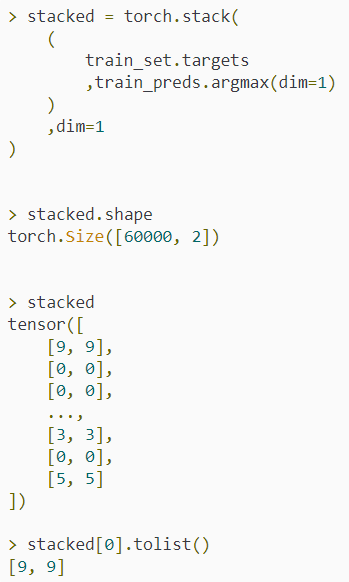 > stacked = torch.stack(
    (
        train_set.targets
        ,train_preds.argmax(dim=1)
    )
    ,dim=1
)
> stacked.shape
torch.Size([60000, 2])
> stacked
tensor([
    [9, 9],
    [0, 0],
    [0, 0],
    ...,
    [3, 3],
    [0, 0],
    [5, 5]
])
> stacked[0].tolist()
[9, 9]